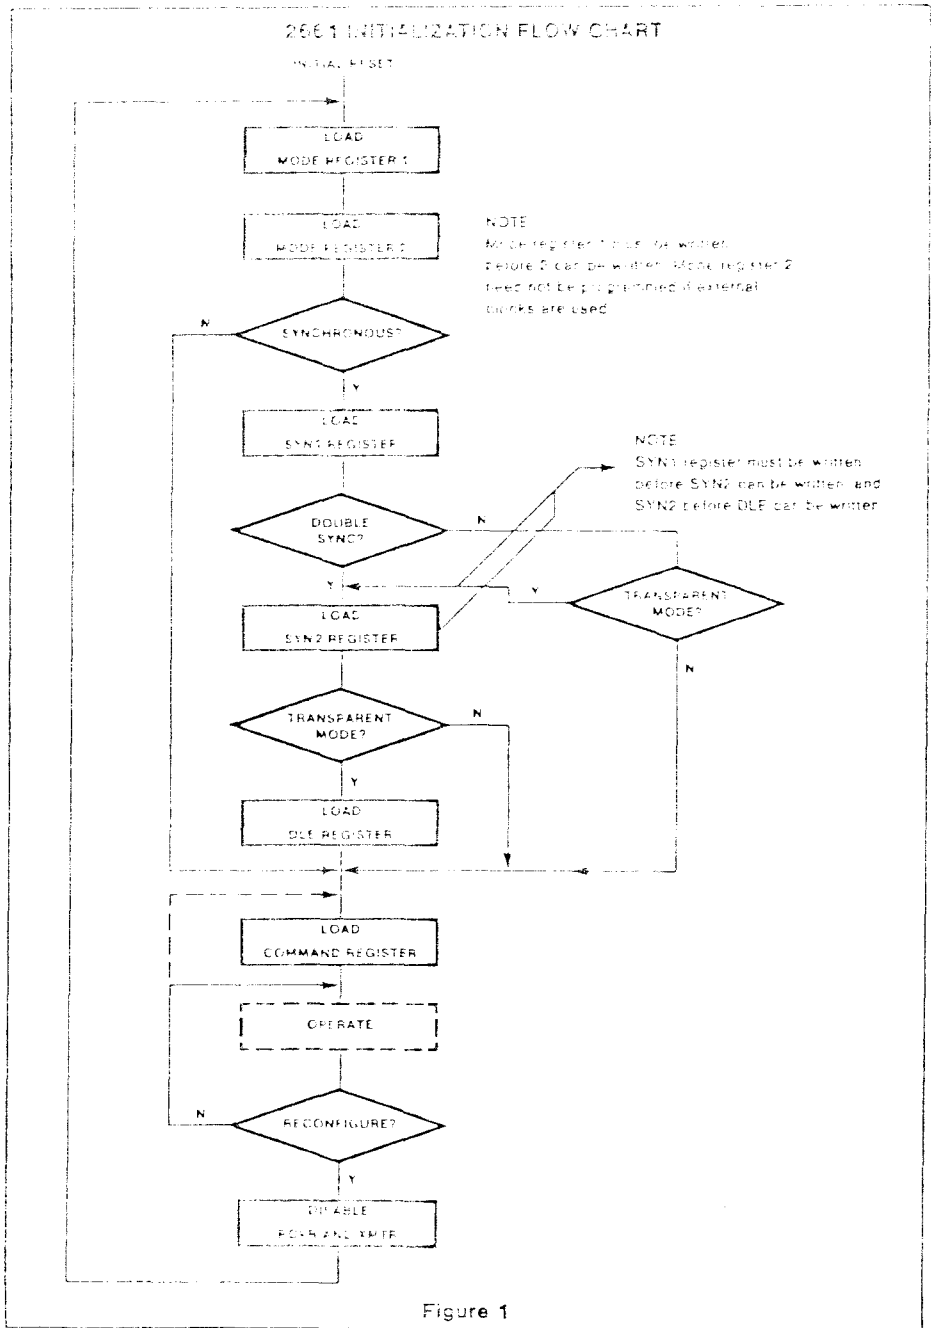 2661 INITIALIZATION FLOW CHART
INITIAL RESET
LOAD
MODE REGISTER 1
LOAD
MODE REGISTER 2
NOTE
Mode register 1 must be written
before 2 can be written. Mode register 2
need not be programmed if external
clocks are used
SYNCHRONOUS?
N
Y
LOAD
SYN1 REGISTER
NOTE
SYN1 register must be written
before SYN2 can be written, and
SYN2 before DLE can be written
DOUBLE
SYNC?
N
Y
Y
TRANSPARENT
MODE?
N
LOAD
SYN2 REGISTER
TRANSPARENT
MODE?
N
Y
LOAD
DLE REGISTER
LOAD
COMMAND REGISTER
OPERATE
RECONFIGURE?
N
Y
DISABLE
RCVR AND XMTR
Figure 1